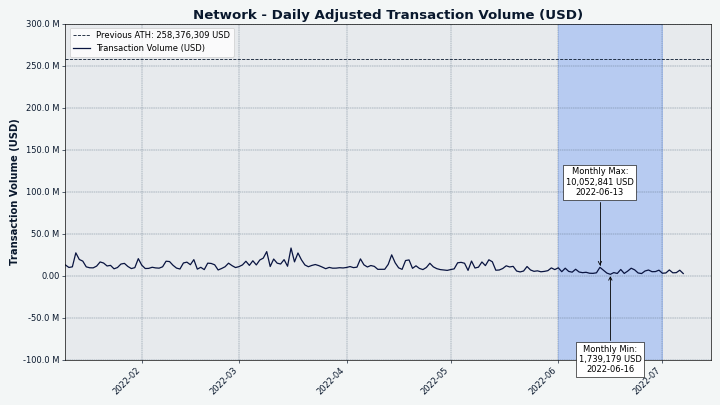 Network - Daily Adjusted Transaction Volume (USD)
Transaction Volume (USD)
300.0 M
250.0 M
200.0 M
150.0 M
100.0 M
50.0 M
0.00
-50.0 M
-100.0 M
Previous ATH: 258,376,309 USD
Transaction Volume (USD)
Monthly Max:
10,052,841 USD
2022-06-13
Monthly Min:
1,739,179 USD
2022-06-16
2022-02
2022-03
2022-04
2022-05
2022-06
2022-07